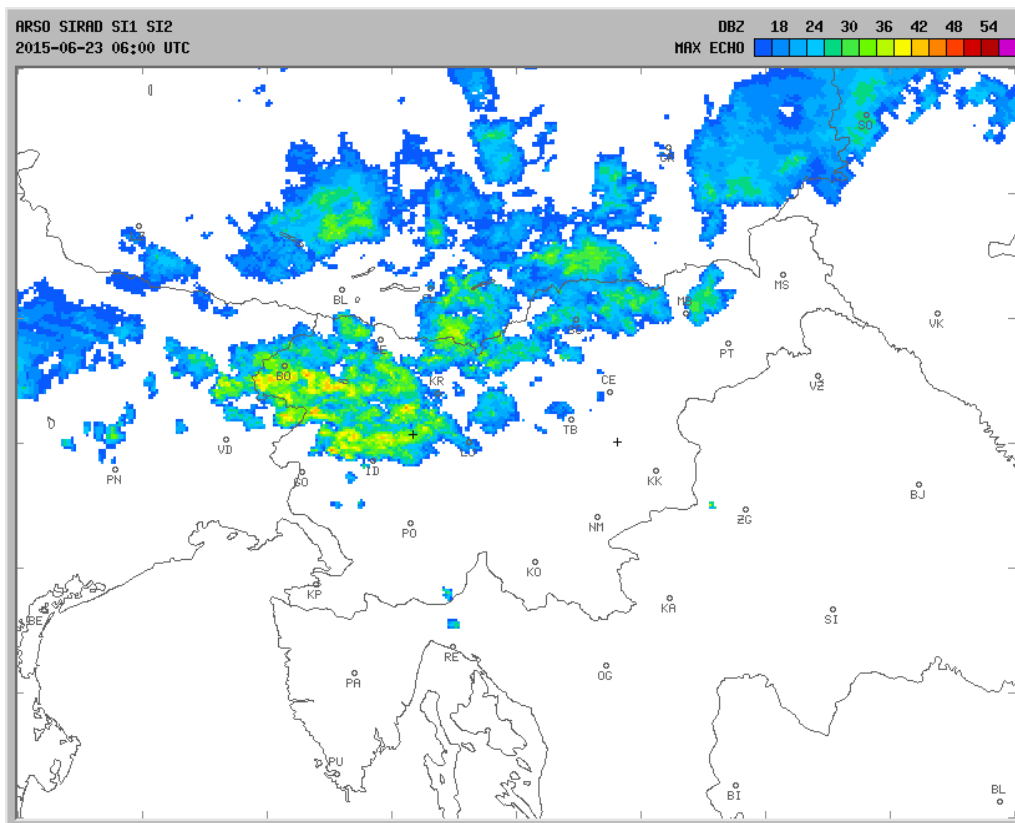 ARSO SIRAD SI1 SI2
DBZ 18 24 30 36 42 48 54
2015-06-23 06:00 UTC
MAX ECHO
SO
MS
BL
MB
VK
PT
BO
KR
CE
VZ
TB
VD
PN
GO
ID
KK
BJ
ZG
PO
NM
KO
KP
KA
BE
SI
RE
OG
PA
PU
BI
BL